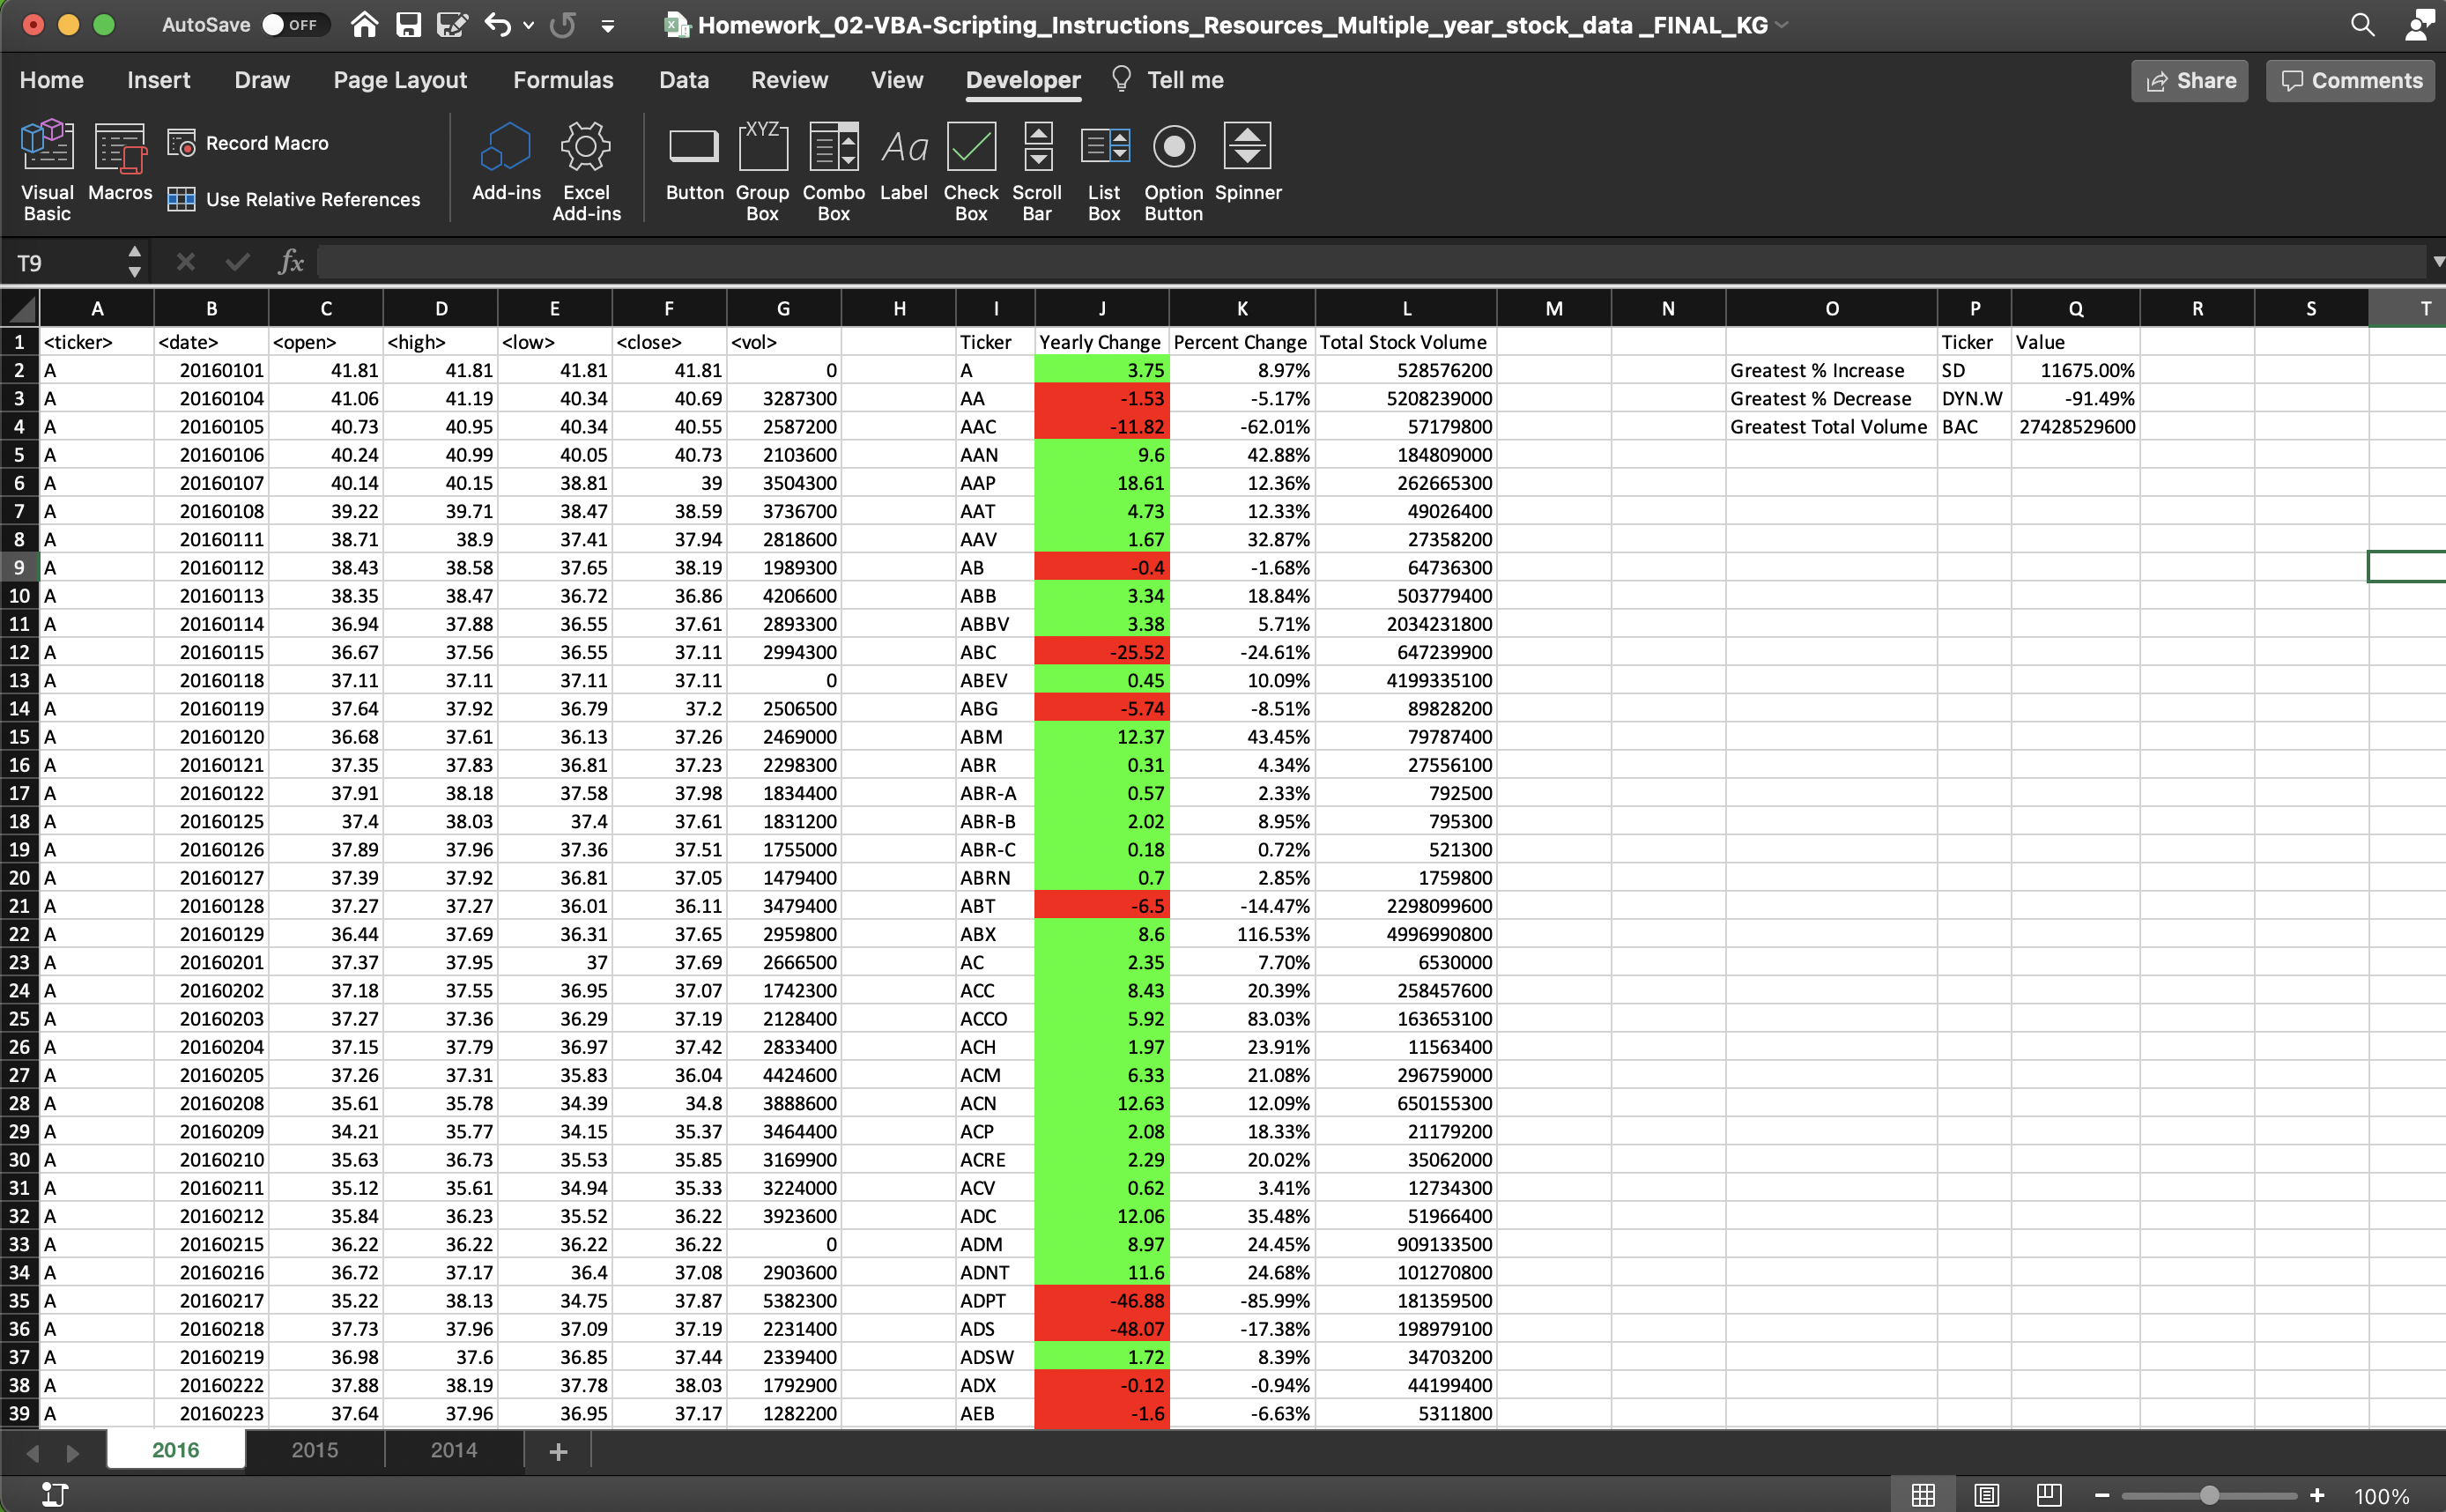 AutoSave OFF Homework_02-VBA-Scripting_Instructions_Resources_Multiple_year_stock_data _FINAL_KG
Home Insert Draw Page Layout Formulas Data Review View Developer Tell me Share Comments
Visual Basic Macros Record Macro Use Relative References Add-ins Excel Add-ins Button XYZ Group Box Combo Box Aa Label Check Box Scroll Bar List Box Option Button Spinner
T9 fx
A B C D E F G H I J K L M N O P Q R S T
1 <ticker> <date> <open> <high> <low> <close> <vol> Ticker Yearly Change Percent Change Total Stock Volume Ticker Value
2 A 20160101 41.81 41.81 41.81 41.81 0 A 3.75 8.97% 528576200 Greatest % Increase SD 11675.00%
3 A 20160104 41.06 41.19 40.34 40.69 3287300 AA -1.53 -5.17% 5208239000 Greatest % Decrease DYN.W -91.49%
4 A 20160105 40.73 40.95 40.34 40.55 2587200 AAC -11.82 -62.01% 57179800 Greatest Total Volume BAC 27428529600
5 A 20160106 40.24 40.99 40.05 40.73 2103600 AAN 9.6 42.88% 184809000
6 A 20160107 40.14 40.15 38.81 39 3504300 AAP 18.61 12.36% 262665300
7 A 20160108 39.22 39.71 38.47 38.59 3736700 AAT 4.73 12.33% 49026400
8 A 20160111 38.71 38.9 37.41 37.94 2818600 AAV 1.67 32.87% 27358200
9 A 20160112 38.43 38.58 37.65 38.19 1989300 AB -0.4 -1.68% 64736300
10 A 20160113 38.35 38.47 36.72 36.86 4206600 ABB 3.34 18.84% 503779400
11 A 20160114 36.94 37.88 36.55 37.61 2893300 ABBV 3.38 5.71% 2034231800
12 A 20160115 36.67 37.56 36.55 37.11 2994300 ABC -25.52 -24.61% 647239900
13 A 20160118 37.11 37.11 37.11 37.11 0 ABEV 0.45 10.09% 4199335100
14 A 20160119 37.64 37.92 36.79 37.2 2506500 ABG -5.74 -8.51% 89828200
15 A 20160120 36.68 37.61 36.13 37.26 2469000 ABM 12.37 43.45% 79787400
16 A 20160121 37.35 37.83 36.81 37.23 2298300 ABR 0.31 4.34% 27556100
17 A 20160122 37.91 38.18 37.58 37.98 1834400 ABR-A 0.57 2.33% 792500
18 A 20160125 37.4 38.03 37.4 37.61 1831200 ABR-B 2.02 8.95% 795300
19 A 20160126 37.89 37.96 37.36 37.51 1755000 ABR-C 0.18 0.72% 521300
20 A 20160127 37.39 37.92 36.81 37.05 1479400 ABRN 0.7 2.85% 1759800
21 A 20160128 37.27 37.27 36.01 36.11 3479400 ABT -6.5 -14.47% 2298099600
22 A 20160129 36.44 37.69 36.31 37.65 2959800 ABX 8.6 116.53% 4996990800
23 A 20160201 37.37 37.95 37 37.69 2666500 AC 2.35 7.70% 6530000
24 A 20160202 37.18 37.55 36.95 37.07 1742300 ACC 8.43 20.39% 258457600
25 A 20160203 37.27 37.36 36.29 37.19 2128400 ACCO 5.92 83.03% 163653100
26 A 20160204 37.15 37.79 36.97 37.42 2833400 ACH 1.97 23.91% 11563400
27 A 20160205 37.26 37.31 35.83 36.04 4424600 ACM 6.33 21.08% 296759000
28 A 20160208 35.61 35.78 34.39 34.8 3888600 ACN 12.63 12.09% 650155300
29 A 20160209 34.21 35.77 34.15 35.37 3464400 ACP 2.08 18.33% 21179200
30 A 20160210 35.63 36.73 35.53 35.85 3169900 ACRE 2.29 20.02% 35062000
31 A 20160211 35.12 35.61 34.94 35.33 3224000 ACV 0.62 3.41% 12734300
32 A 20160212 35.84 36.23 35.52 36.22 3923600 ADC 12.06 35.48% 51966400
33 A 20160215 36.22 36.22 36.22 36.22 0 ADM 8.97 24.45% 909133500
34 A 20160216 36.72 37.17 36.4 37.08 2903600 ADNT 11.6 24.68% 101270800
35 A 20160217 35.22 38.13 34.75 37.87 5382300 ADPT -46.88 -85.99% 181359500
36 A 20160218 37.73 37.96 37.09 37.19 2231400 ADS -48.07 -17.38% 198979100
37 A 20160219 36.98 37.6 36.85 37.44 2339400 ADSW 1.72 8.39% 34703200
38 A 20160222 37.88 38.19 37.78 38.03 1792900 ADX -0.12 -0.94% 44199400
39 A 20160223 37.64 37.96 36.95 37.17 1282200 AEB -1.6 -6.63% 5311800
2016 2015 2014 +
100%